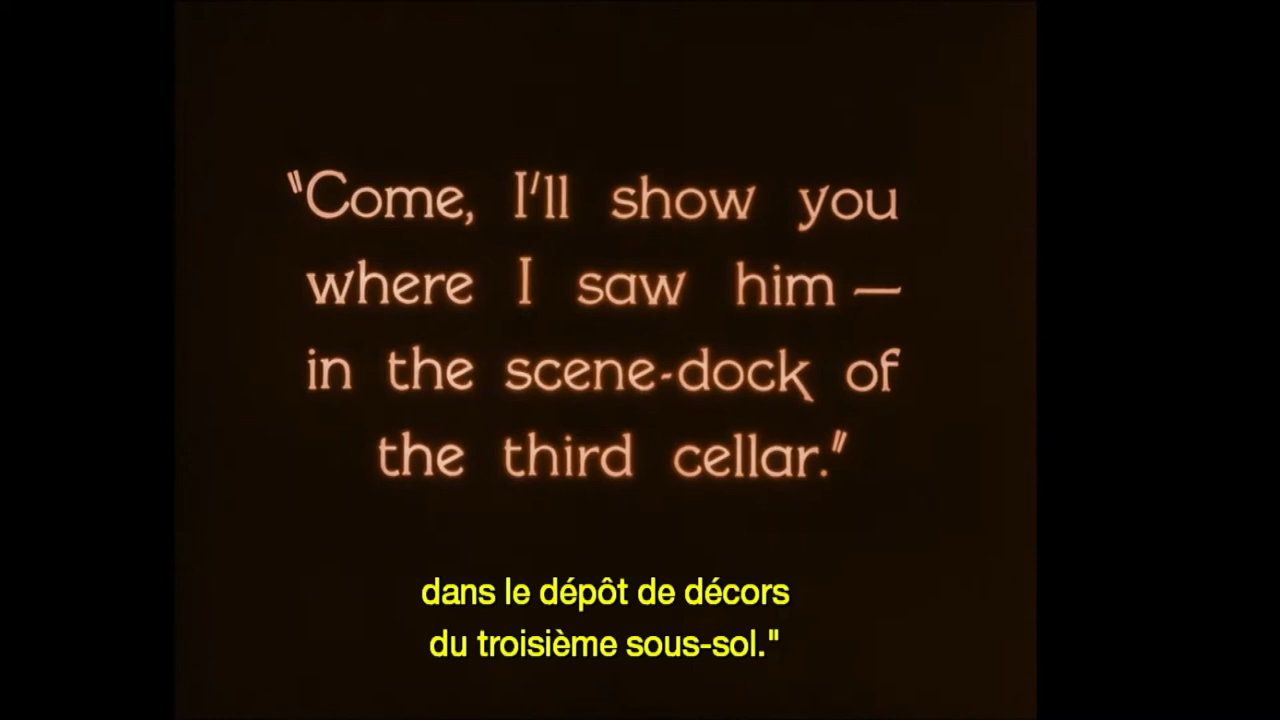 "Come, I'll show you
where I saw him —
in the scene-dock of
the third cellar."
dans le dépôt de décors
du troisième sous-sol."